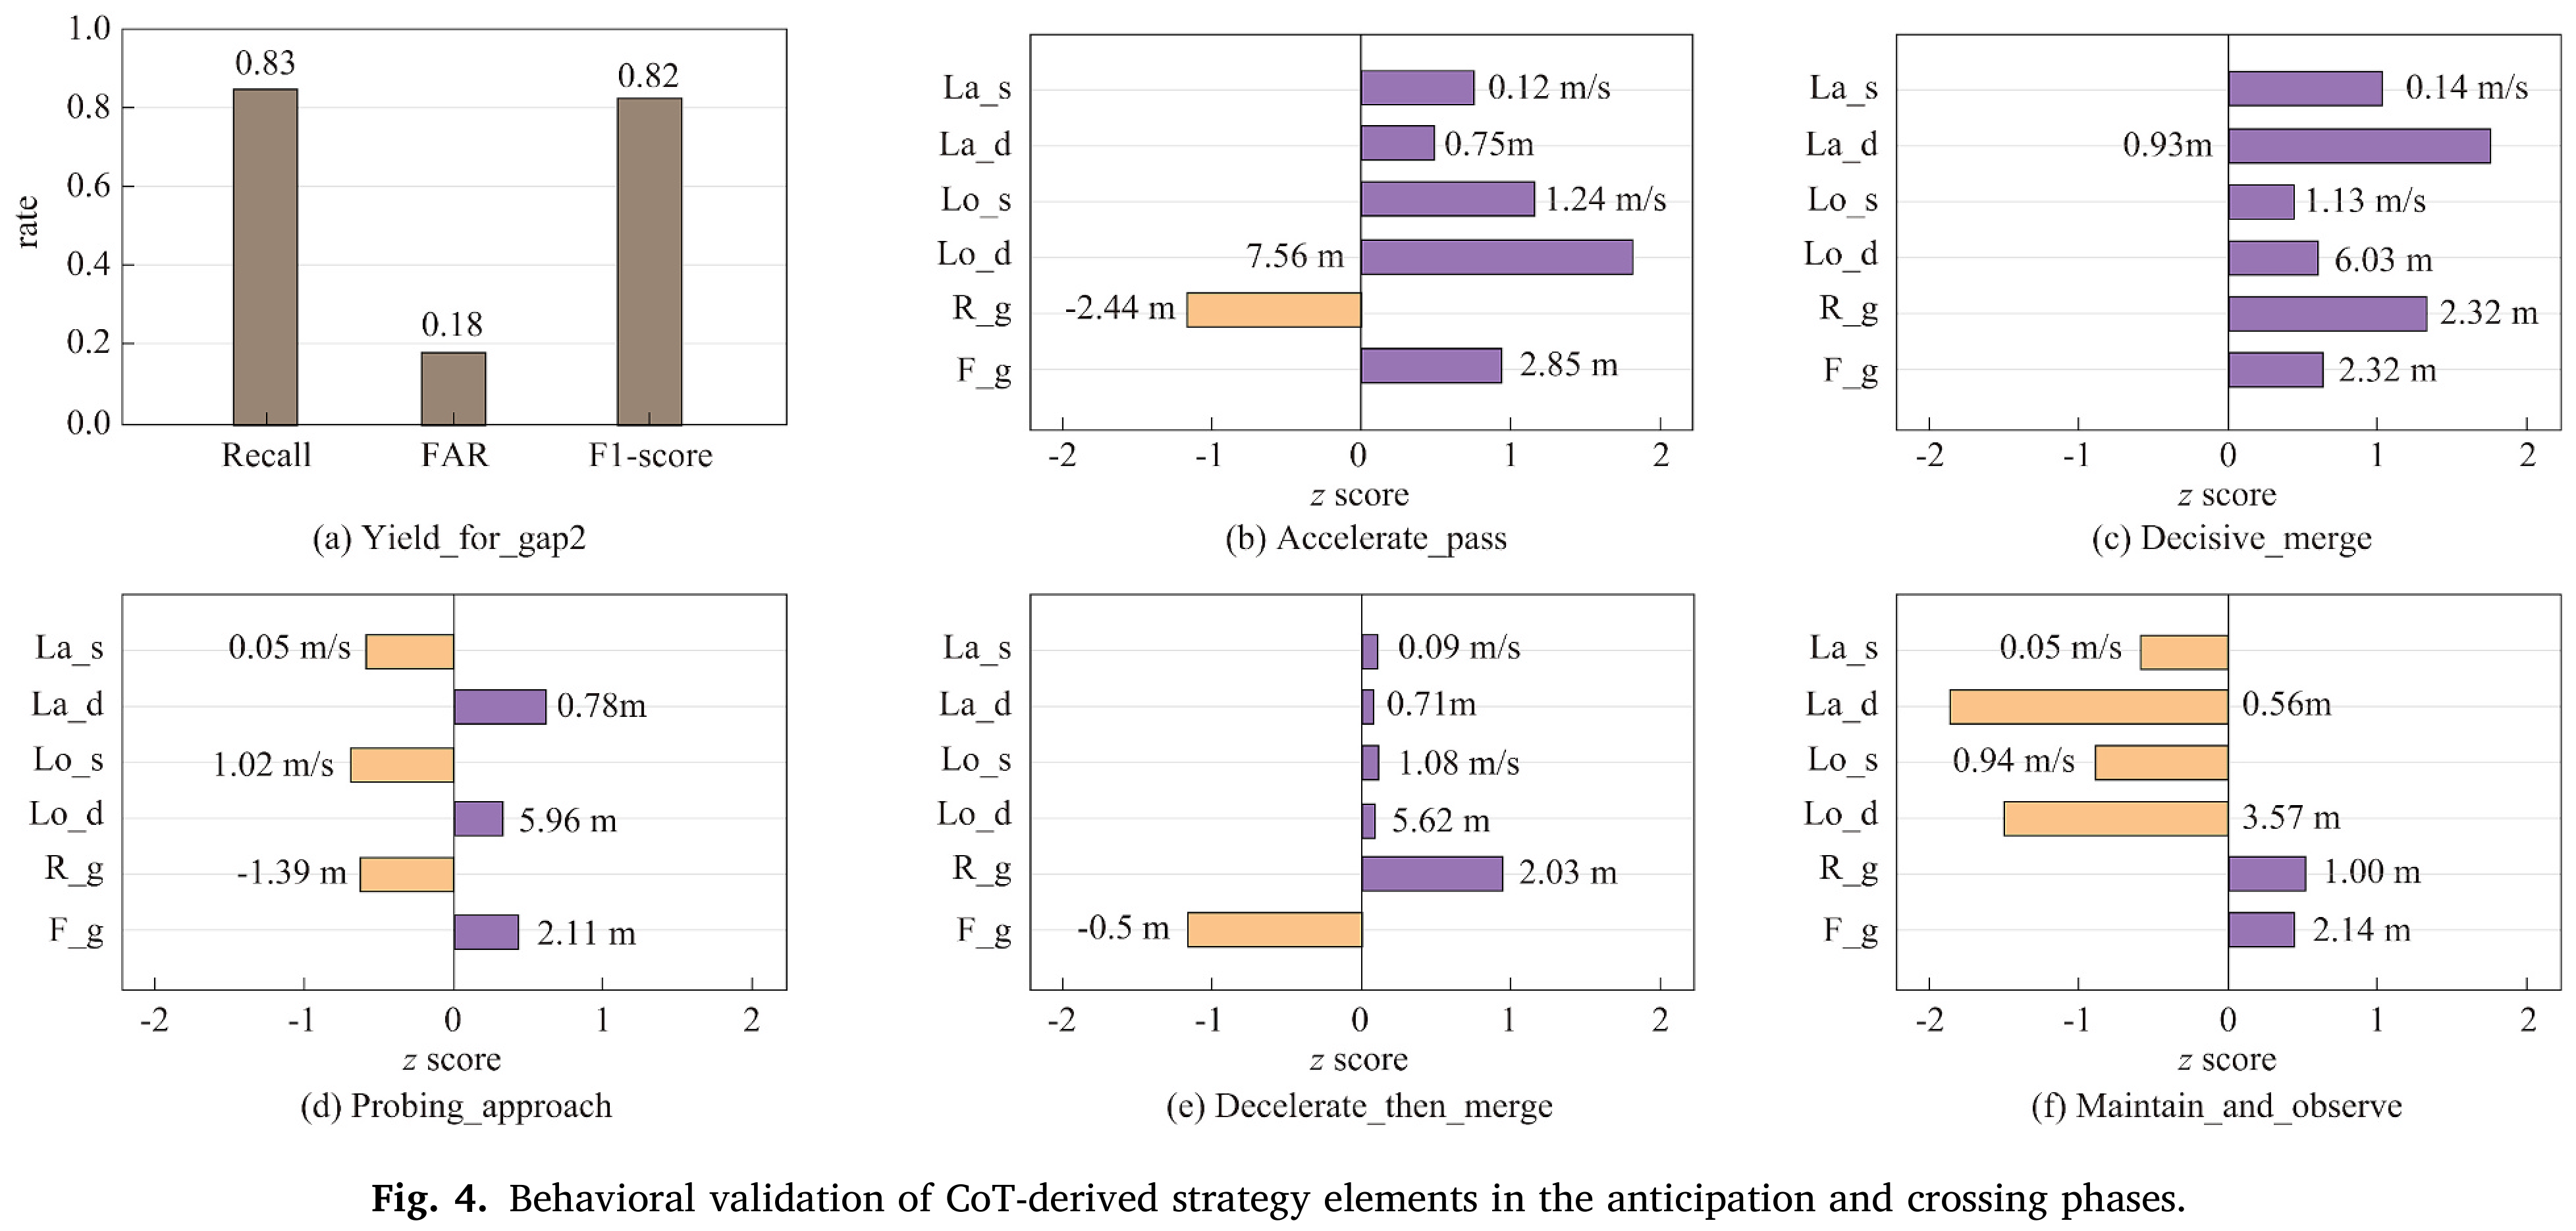 1.0
0.8
0.6
0.4
0.2
0.0
rate
0.83
0.18
0.82
Recall FAR F1-score
(a) Yield_for_gap2
La_s 0.12 m/s
La_d 0.75m
Lo_s 1.24 m/s
Lo_d 7.56 m
R_g -2.44 m
F_g 2.85 m
-2 -1 0 1 2
z score
(b) Accelerate_pass
La_s 0.14 m/s
La_d 0.93m
Lo_s 1.13 m/s
Lo_d 6.03 m
R_g 2.32 m
F_g 2.32 m
-2 -1 0 1 2
z score
(c) Decisive_merge
La_s 0.05 m/s
La_d 0.78m
Lo_s 1.02 m/s
Lo_d 5.96 m
R_g -1.39 m
F_g 2.11 m
-2 -1 0 1 2
z score
(d) Probing_approach
La_s 0.09 m/s
La_d 0.71m
Lo_s 1.08 m/s
Lo_d 5.62 m
R_g 2.03 m
F_g -0.5 m
-2 -1 0 1 2
z score
(e) Decelerate_then_merge
La_s 0.05 m/s
La_d 0.56m
Lo_s 0.94 m/s
Lo_d 3.57 m
R_g 1.00 m
F_g 2.14 m
-2 -1 0 1 2
z score
(f) Maintain_and_observe
Fig. 4. Behavioral validation of CoT-derived strategy elements in the anticipation and crossing phases.